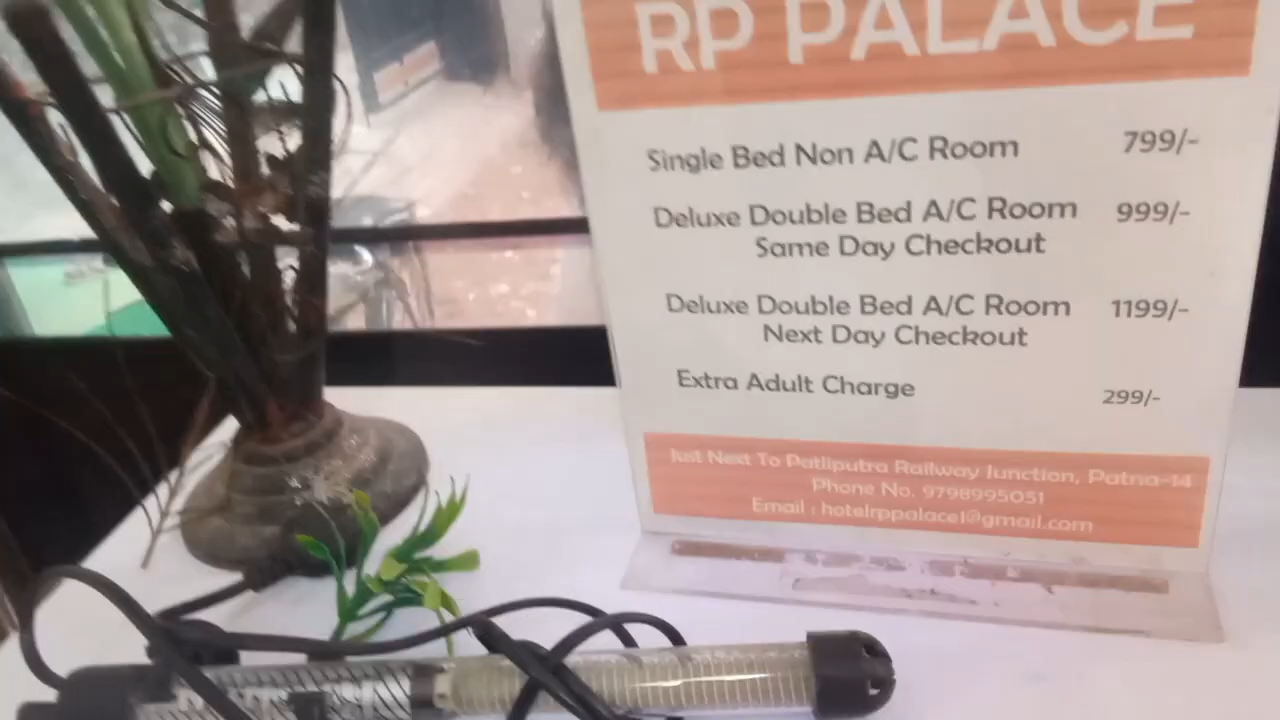 RP PALACE
Single Bed Non A/C Room 799/-
Deluxe Double Bed A/C Room 999/-
Same Day Checkout
Deluxe Double Bed A/C Room 1199/-
Next Day Checkout
Extra Adult Charge 299/-
Just Next To Patliputra Railway Junction, Patna-14
Phone No. 9798995051
Email : hotelrppalace1@gmail.com